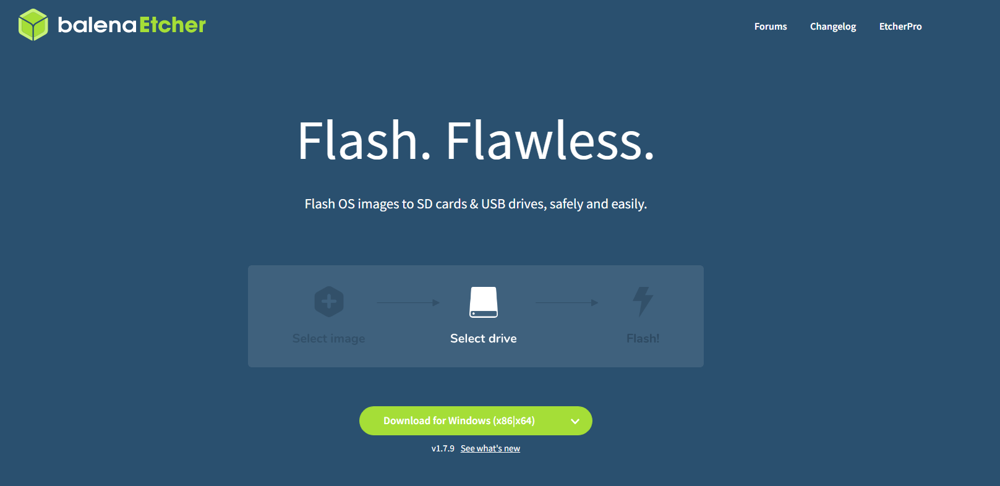 balenaEtcher
Forums Changelog EtcherPro
Flash. Flawless.
Flash OS images to SD cards & USB drives, safely and easily.
Select image Select drive Flash!
Download for Windows (x86|x64)
v1.7.9 See what's new